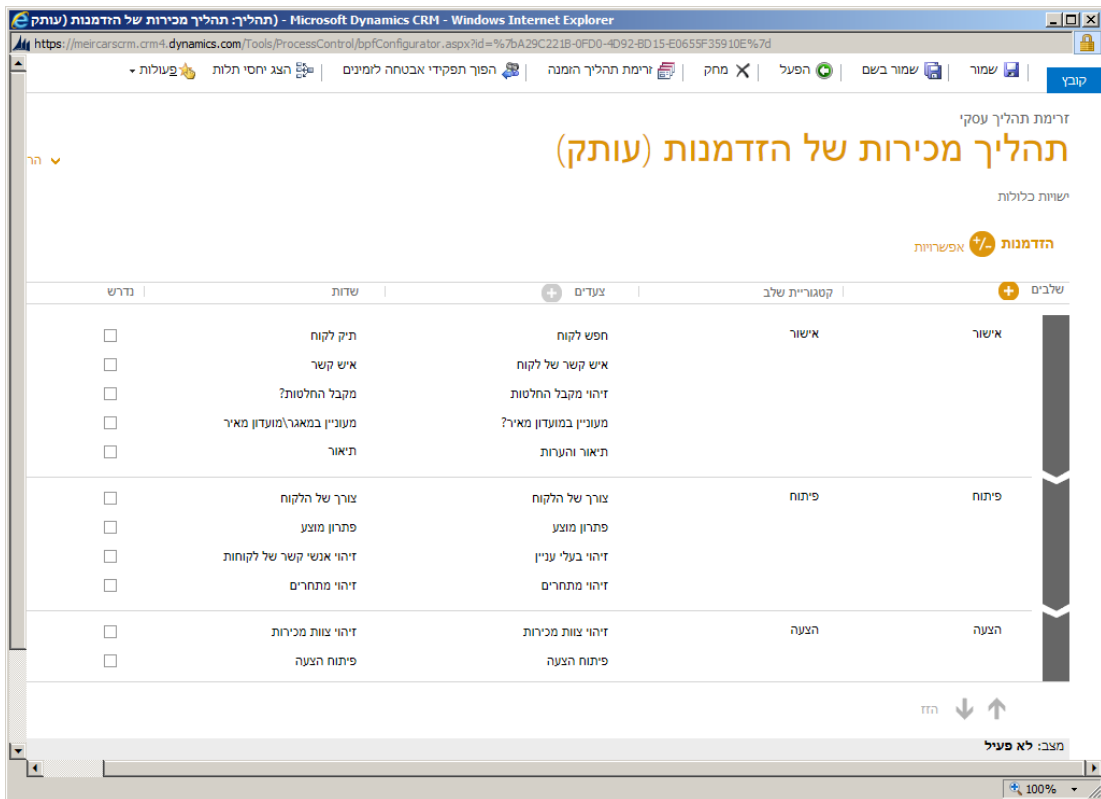 תהליך: תהליך מכירות של הזדמנות (עותק) - Microsoft Dynamics CRM - Windows Internet Explorer
https://meircarscrm.crm4.dynamics.com/Tools/ProcessControl/bpfConfigurator.aspx?id=%7bA29C221B-0FD0-4D92-BD15-E0655F35910E%7d
קובץ שמור שמור בשם הפעל מחק זרימת תהליך הזמנה הפוך תפקידי אבטחה לזמינים הצג יחסי תלות פעולות
זרימת תהליך עסקי
תהליך מכירות של הזדמנות (עותק)
הר
ישויות כלולות
הזדמנות +/- אפשרויות
שלבים קטגוריית שלב צעדים שדות נדרש
אישור אישור חפש לקוח תיק לקוח
איש קשר של לקוח איש קשר
זיהוי מקבל החלטות מקבל החלטות?
מעוניין במועדון מאיר? מעוניין במאגר\מועדון מאיר
תיאור והערות תיאור
פיתוח פיתוח צורך של הלקוח צורך של הלקוח
פתרון מוצע פתרון מוצע
זיהוי בעלי עניין זיהוי אנשי קשר של לקוחות
זיהוי מתחרים זיהוי מתחרים
הצעה הצעה זיהוי צוות מכירות זיהוי צוות מכירות
פיתוח הצעה פיתוח הצעה
הזז
מצב: לא פעיל
100%